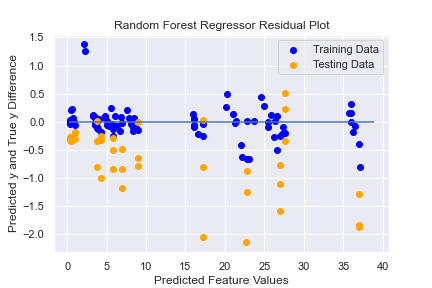 Random Forest Regressor Residual Plot
Training Data
Testing Data
Predicted y and True y Difference
1.5
1.0
0.5
0.0
−0.5
−1.0
−1.5
−2.0
0 5 10 15 20 25 30 35 40
Predicted Feature Values